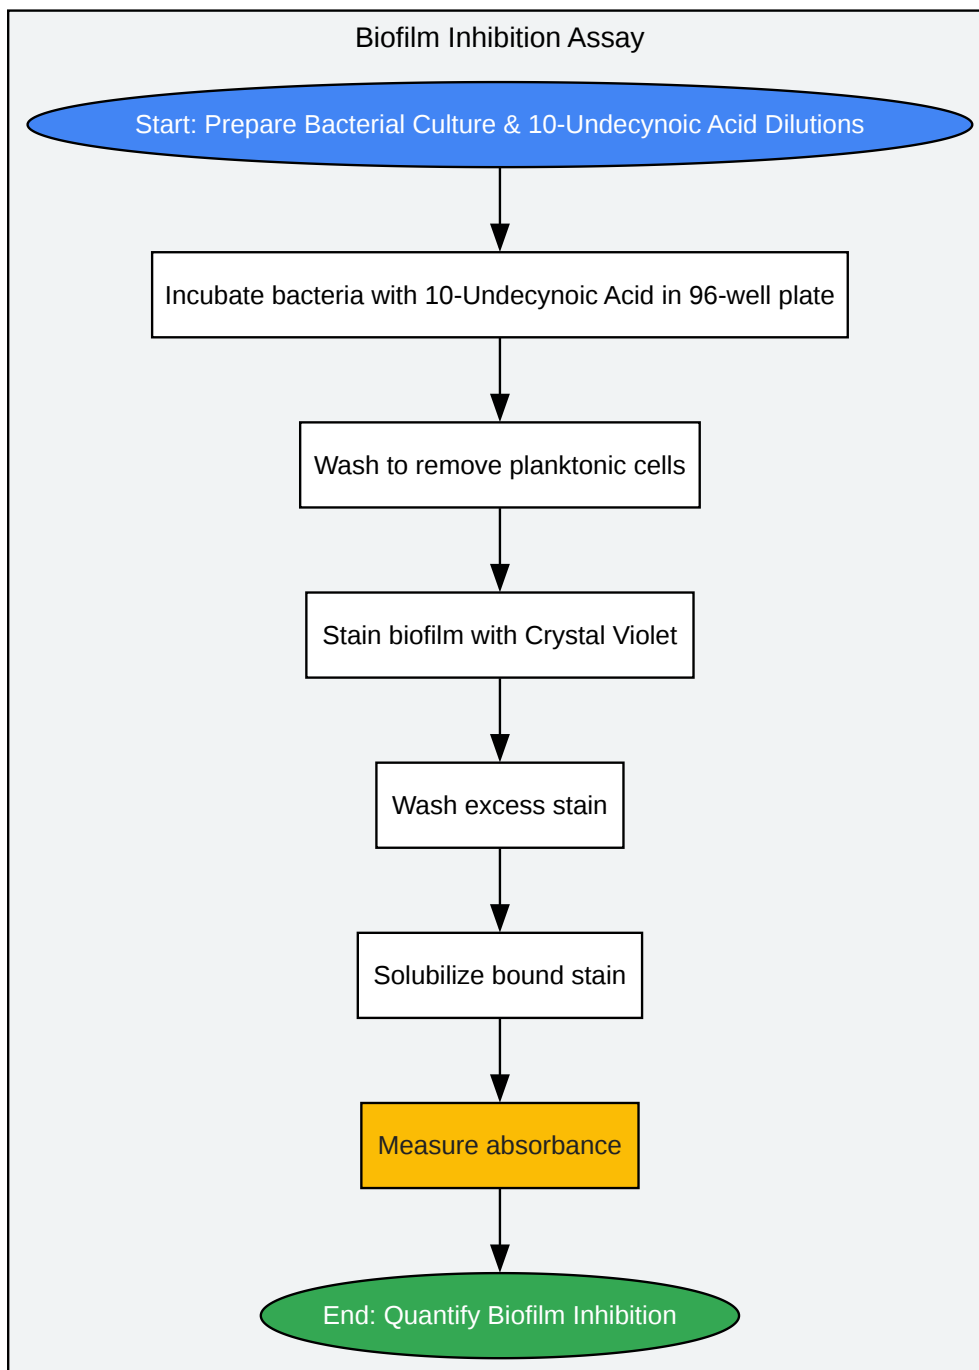 Biofilm Inhibition Assay
Start: Prepare Bacterial Culture & 10-Undecynoic Acid Dilutions
Incubate bacteria with 10-Undecynoic Acid in 96-well plate
Wash to remove planktonic cells
Stain biofilm with Crystal Violet
Wash excess stain
Solubilize bound stain
Measure absorbance
End: Quantify Biofilm Inhibition